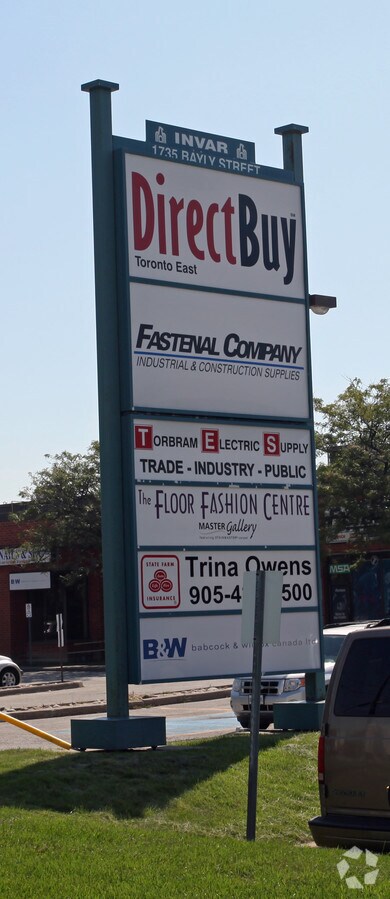 INVAR
1735 BAYLY STREET
DirectBuy
Toronto East
FASTENAL COMPANY
INDUSTRIAL & CONSTRUCTION SUPPLIES
TORBRAM ELECTRIC SUPPLY
TRADE - INDUSTRY - PUBLIC
The FLOOR FASHION CENTRE
MASTER Gallery
STATE FARM
INSURANCE
Trina Owens
905-4 500
B&W babcock & canada ltd
B&W
MSA